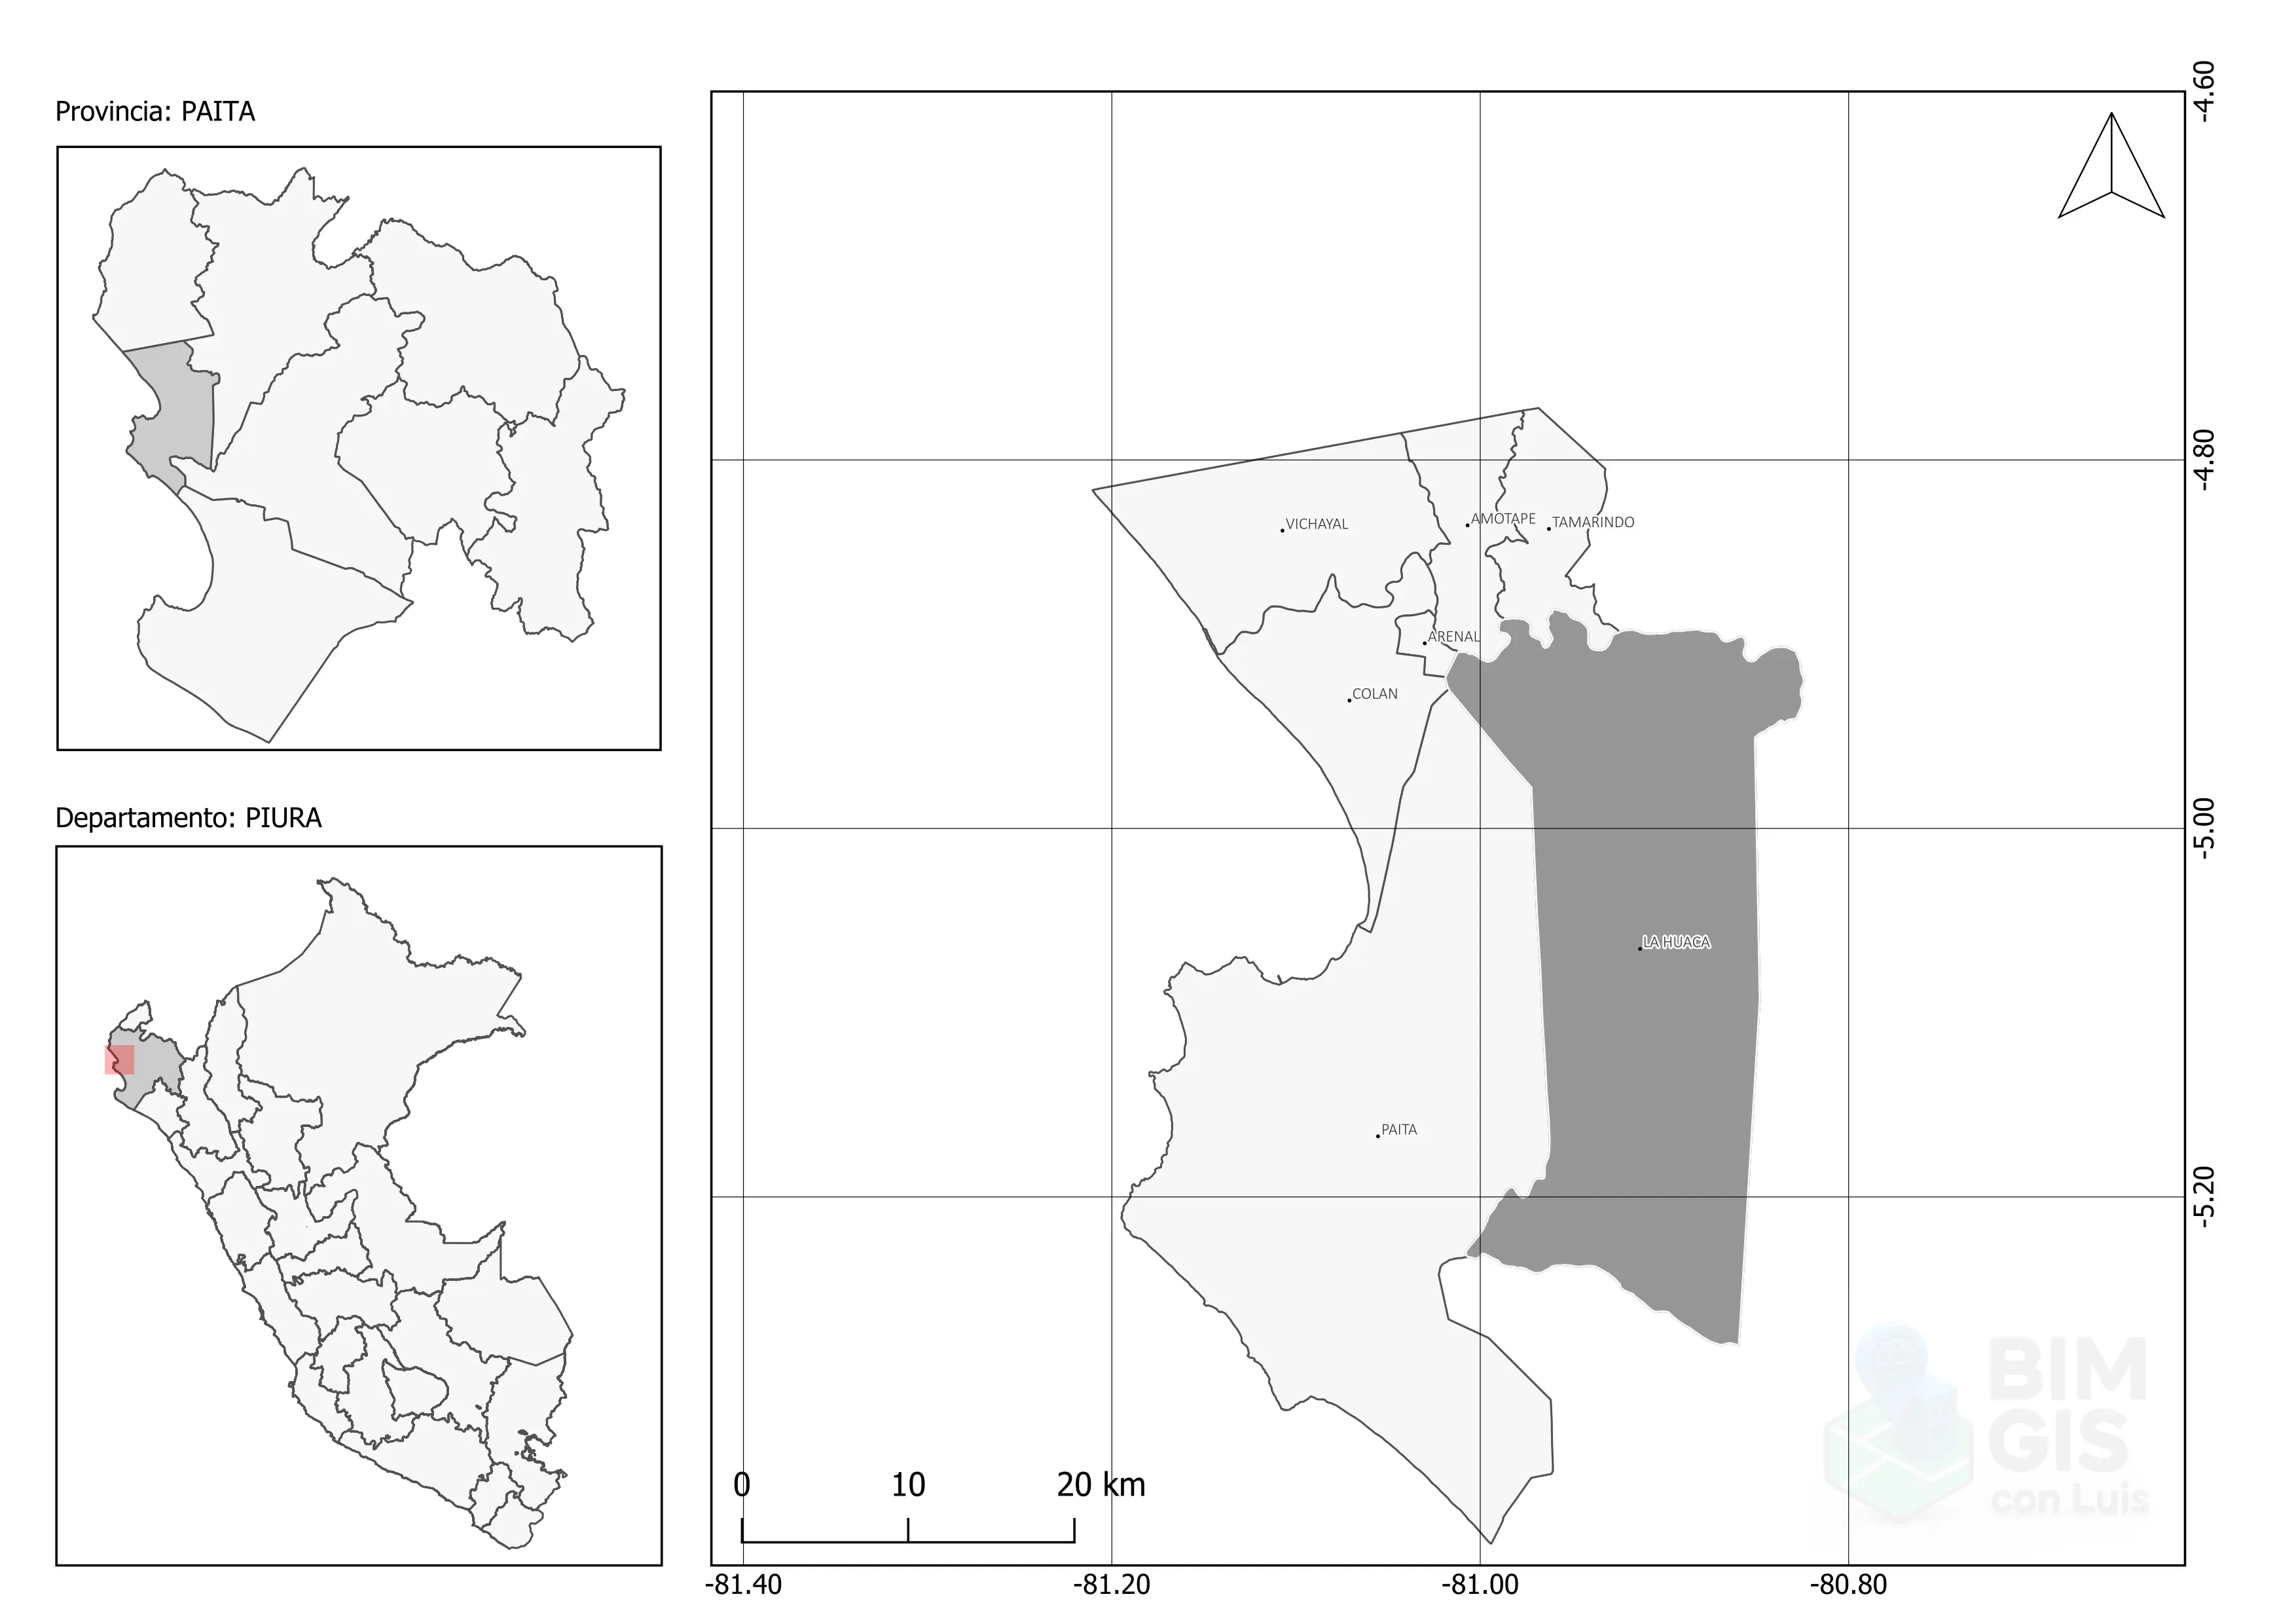 Provincia: PAITA
Departamento: PIURA
-4.60
-4.80
-5.00
-5.20
VICHAYAL
AMOTAPE
TAMARINDO
ARENAL
COLAN
LA HUACA
PAITA
0 10 20 km
-81.40 -81.20 -81.00 -80.80
BIM
GIS
con Luis